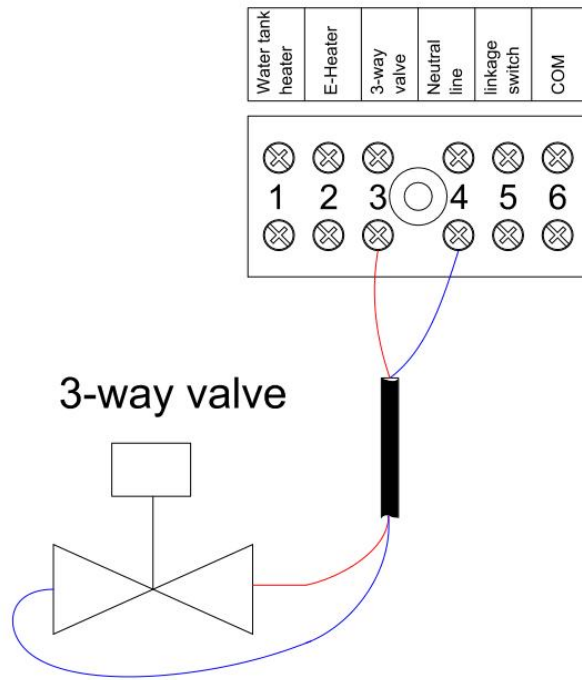 Water tank
heater
E-Heater
3-way
valve
Neutral
line
linkage
switch
COM
1 2 3 4 5 6
3-way valve